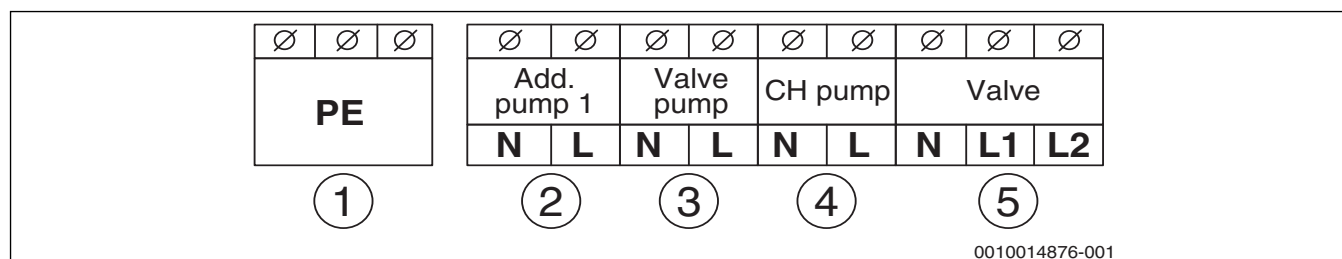 Ø Ø Ø Ø Ø Ø Ø Ø Ø Ø Ø Ø
PE
Add. pump 1
Valve pump
CH pump
Valve
N L N L N L N L1 L2
1 2 3 4 5
0010014876-001